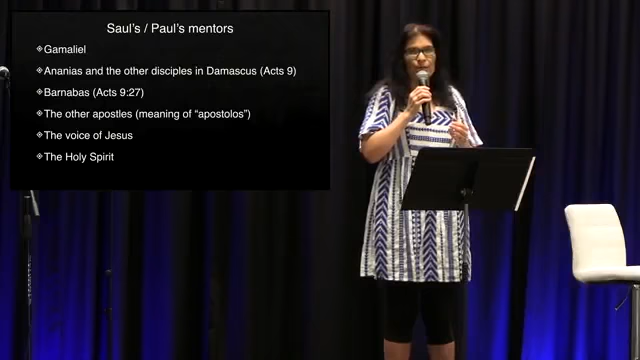 Saul's / Paul's mentors
Gamaliel
Ananias and the other disciples in Damascus (Acts 9)
Barnabas (Acts 9:27)
The other apostles (meaning of “apostolos”)
The voice of Jesus
The Holy Spirit